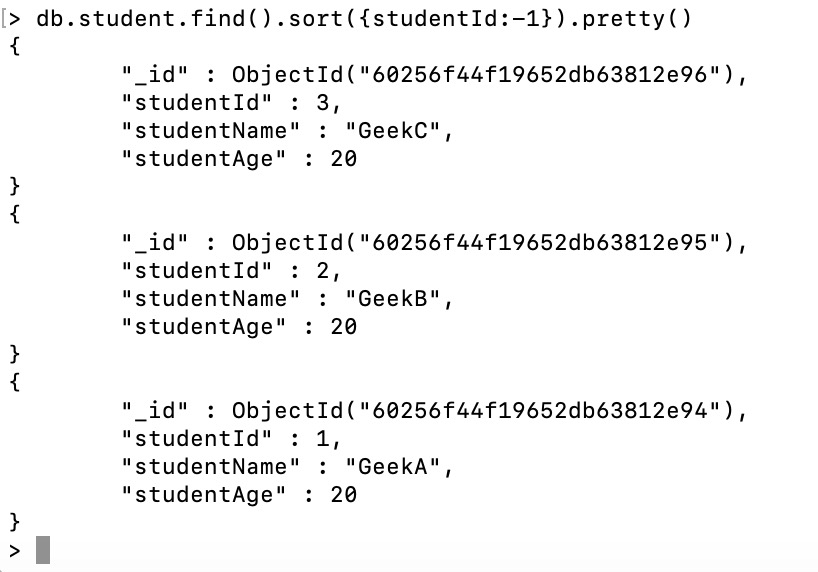 [> db.student.find().sort({studentId:-1}).pretty()
{
"_id" : ObjectId("60256f44f19652db63812e96"),
"studentId" : 3,
"studentName" : "GeekC",
"studentAge" : 20
}
{
"_id" : ObjectId("60256f44f19652db63812e95"),
"studentId" : 2,
"studentName" : "GeekB",
"studentAge" : 20
}
{
"_id" : ObjectId("60256f44f19652db63812e94"),
"studentId" : 1,
"studentName" : "GeekA",
"studentAge" : 20
}
>